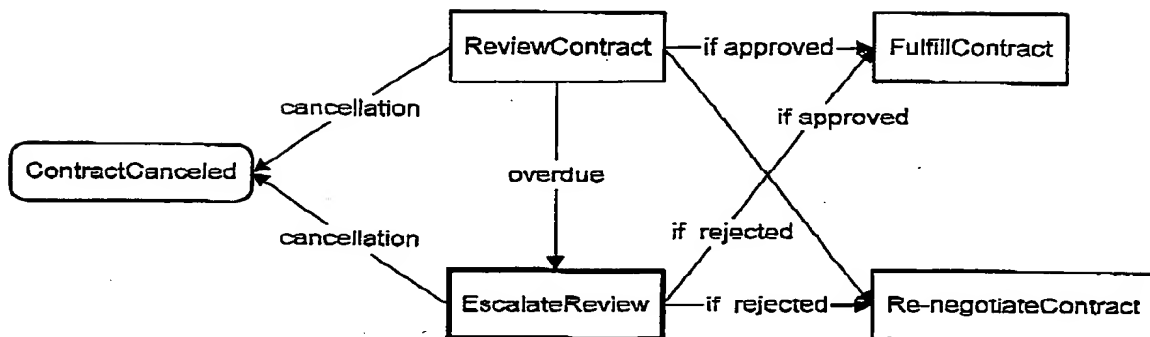 ReviewContract
if approved
FulfillContract
cancellation
if approved
ContractCanceled
overdue
cancellation
if rejected
EscalateReview
if rejected
Re-negotiateContract